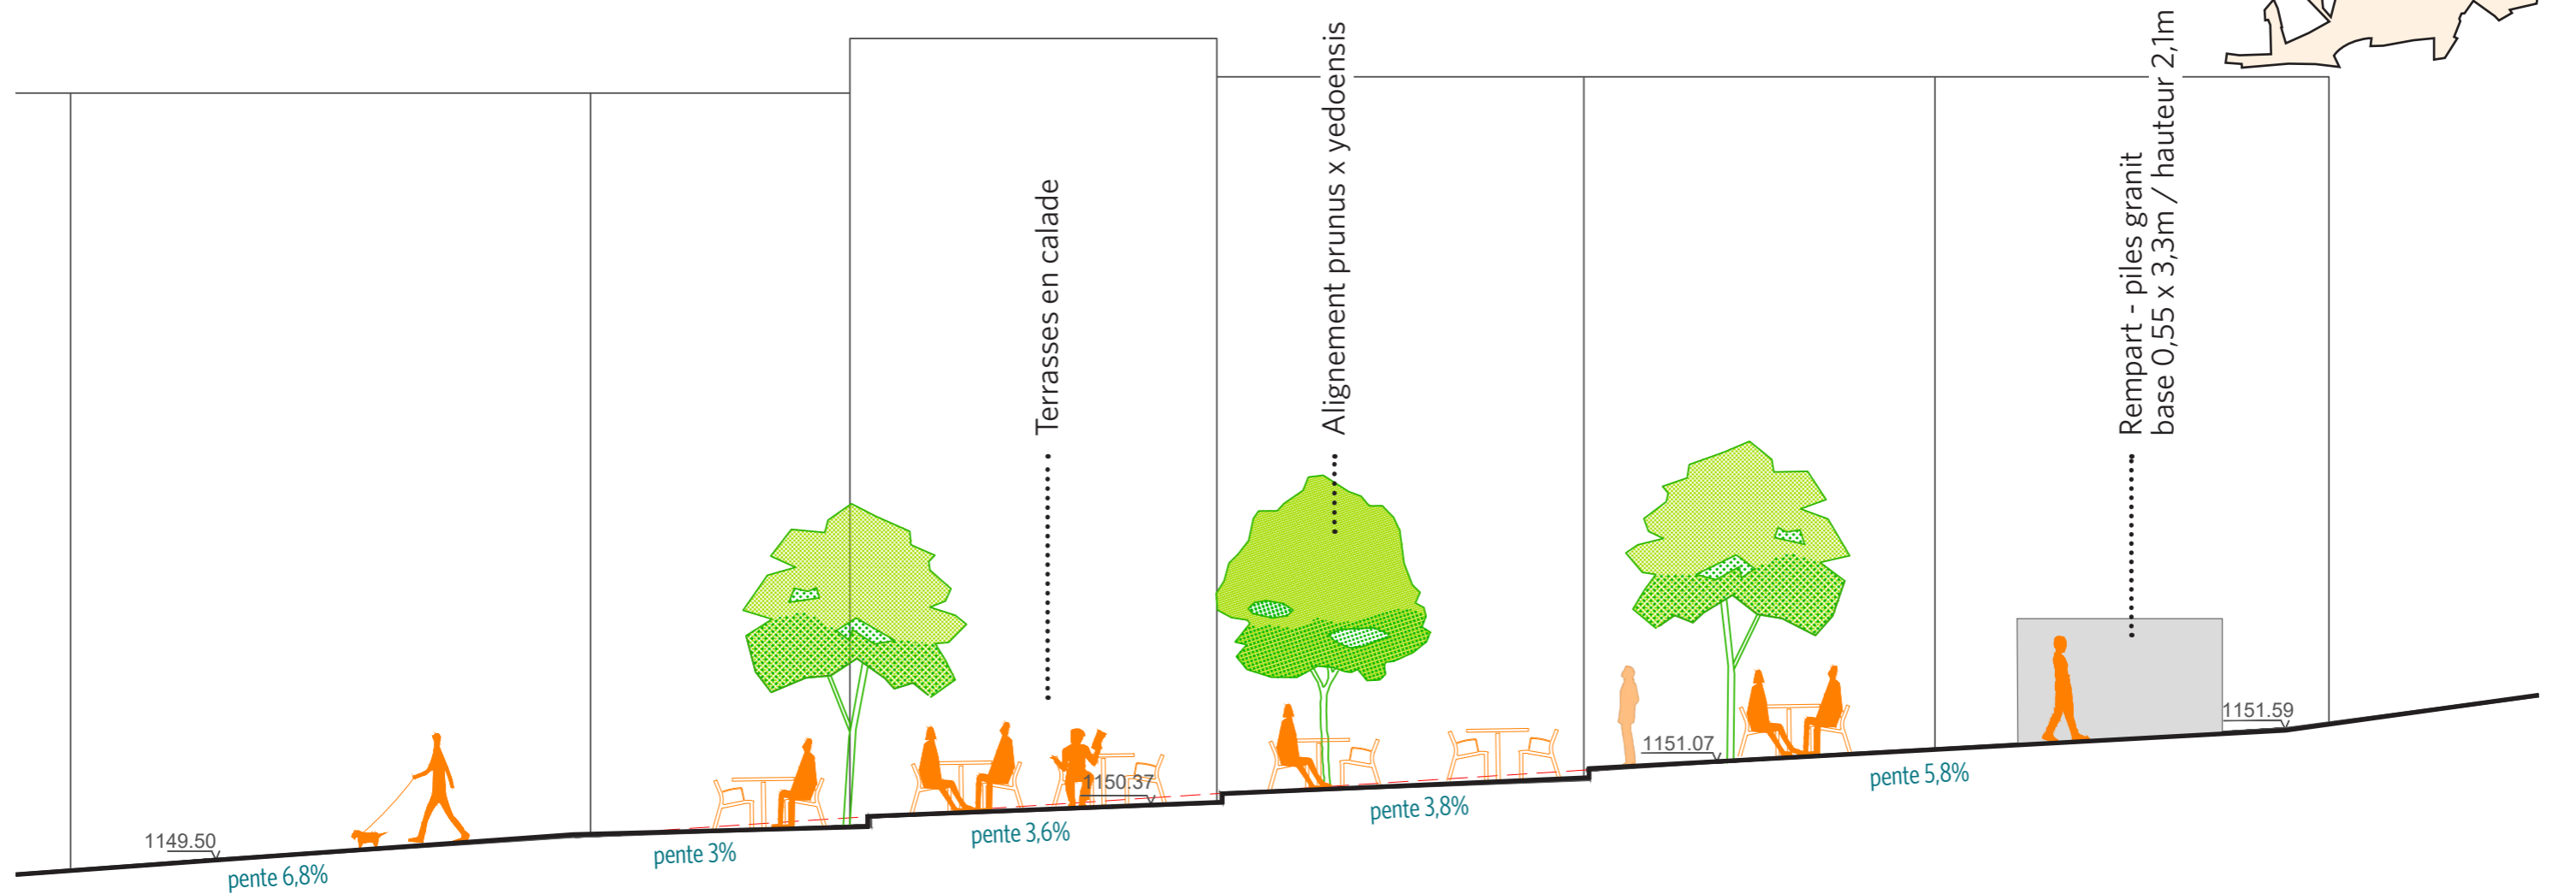 Terrasses en calade
Alignement prunus x yedoensis
Rempart - piles granit
base 0,55 x 3,3m / hauteur 2,1m
1149.50
1150.37
1151.07
1151.59
pente 6,8%
pente 3%
pente 3,6%
pente 3,8%
pente 5,8%